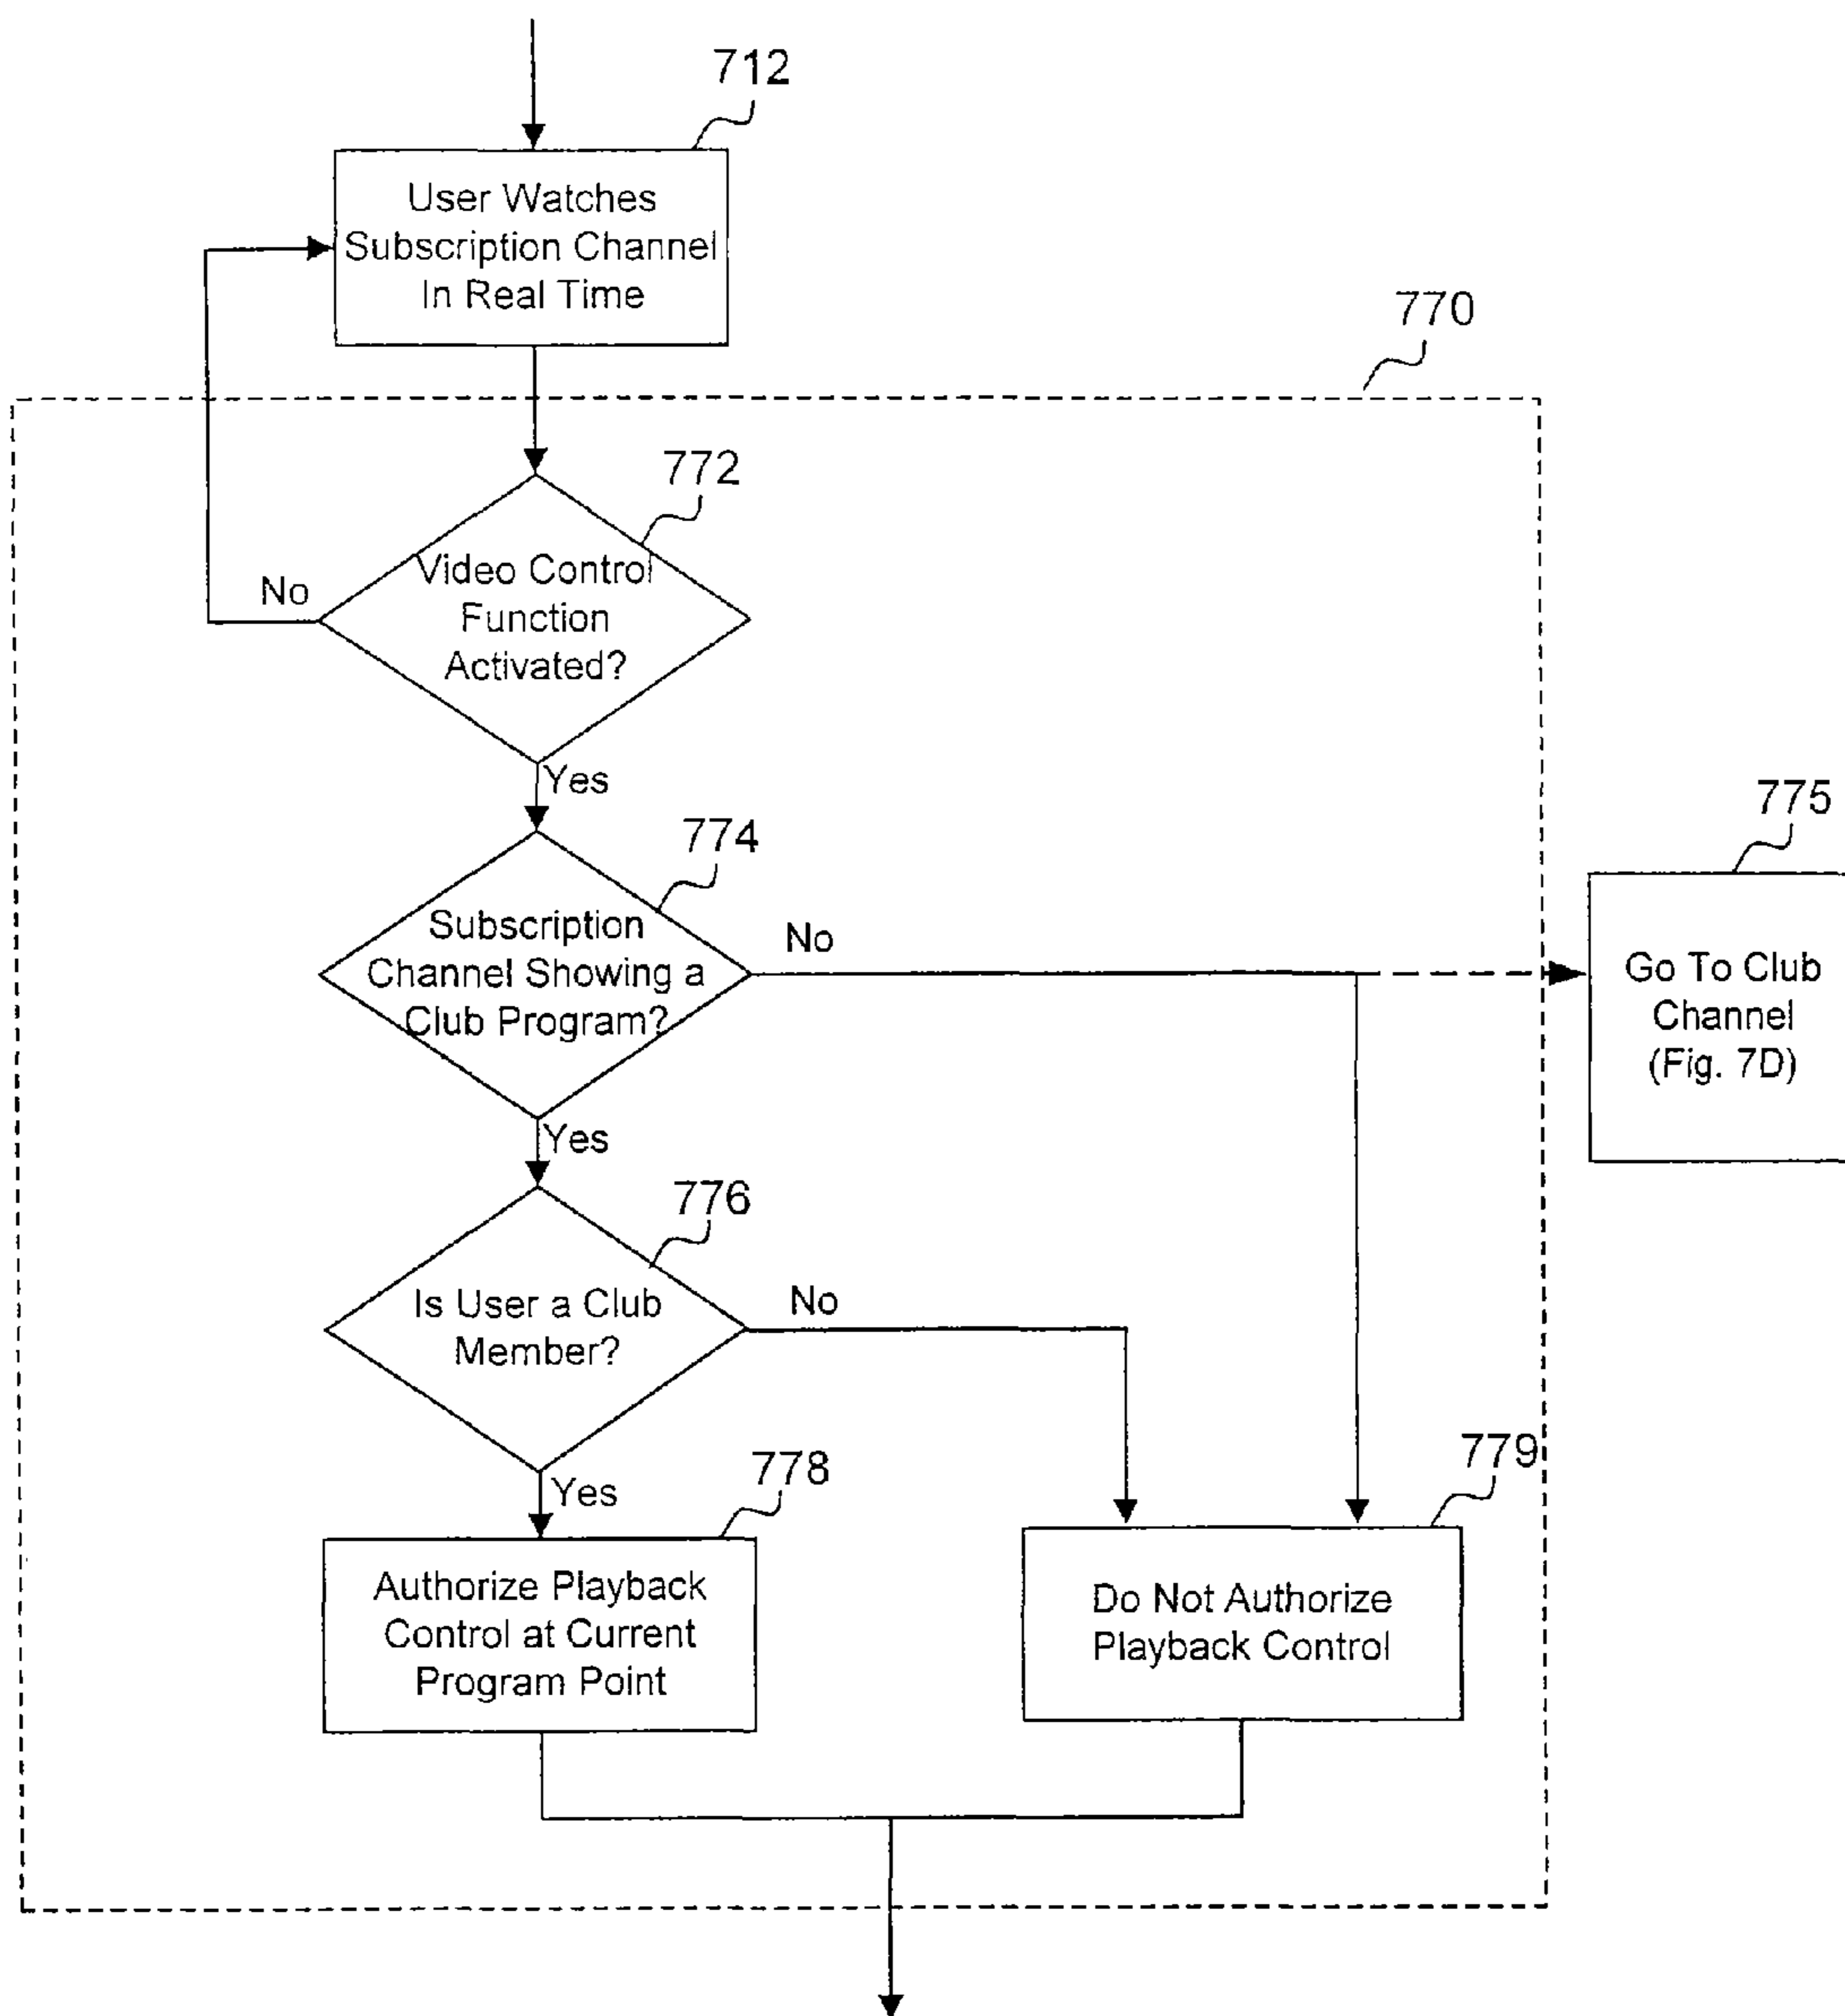 712
User Watches
Subscription Channel
In Real Time
770
772
Video Control
Function
Activated?
No
Yes
774
Subscription
Channel Showing a
Club Program?
No
775
Go To Club
Channel
(Fig. 7D)
Yes
776
Is User a Club
Member?
No
Yes
778
Authorize Playback
Control at Current
Program Point
779
Do Not Authorize
Playback Control